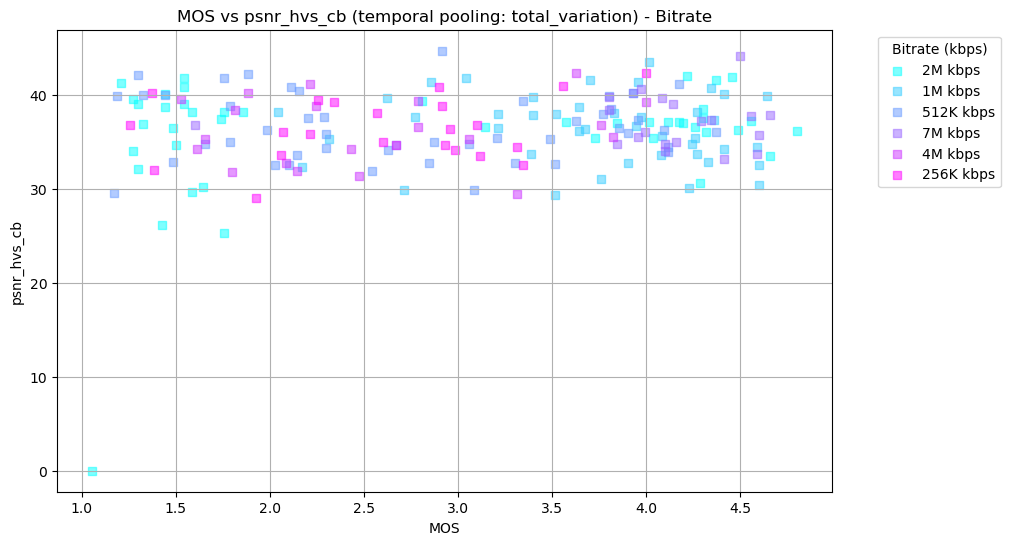 MOS vs psnr_hvs_cb (temporal pooling: total_variation) - Bitrate
Bitrate (kbps)
2M kbps
1M kbps
512K kbps
7M kbps
4M kbps
256K kbps
psnr_hvs_cb
40
30
20
10
0
1.0 1.5 2.0 2.5 3.0 3.5 4.0 4.5
MOS